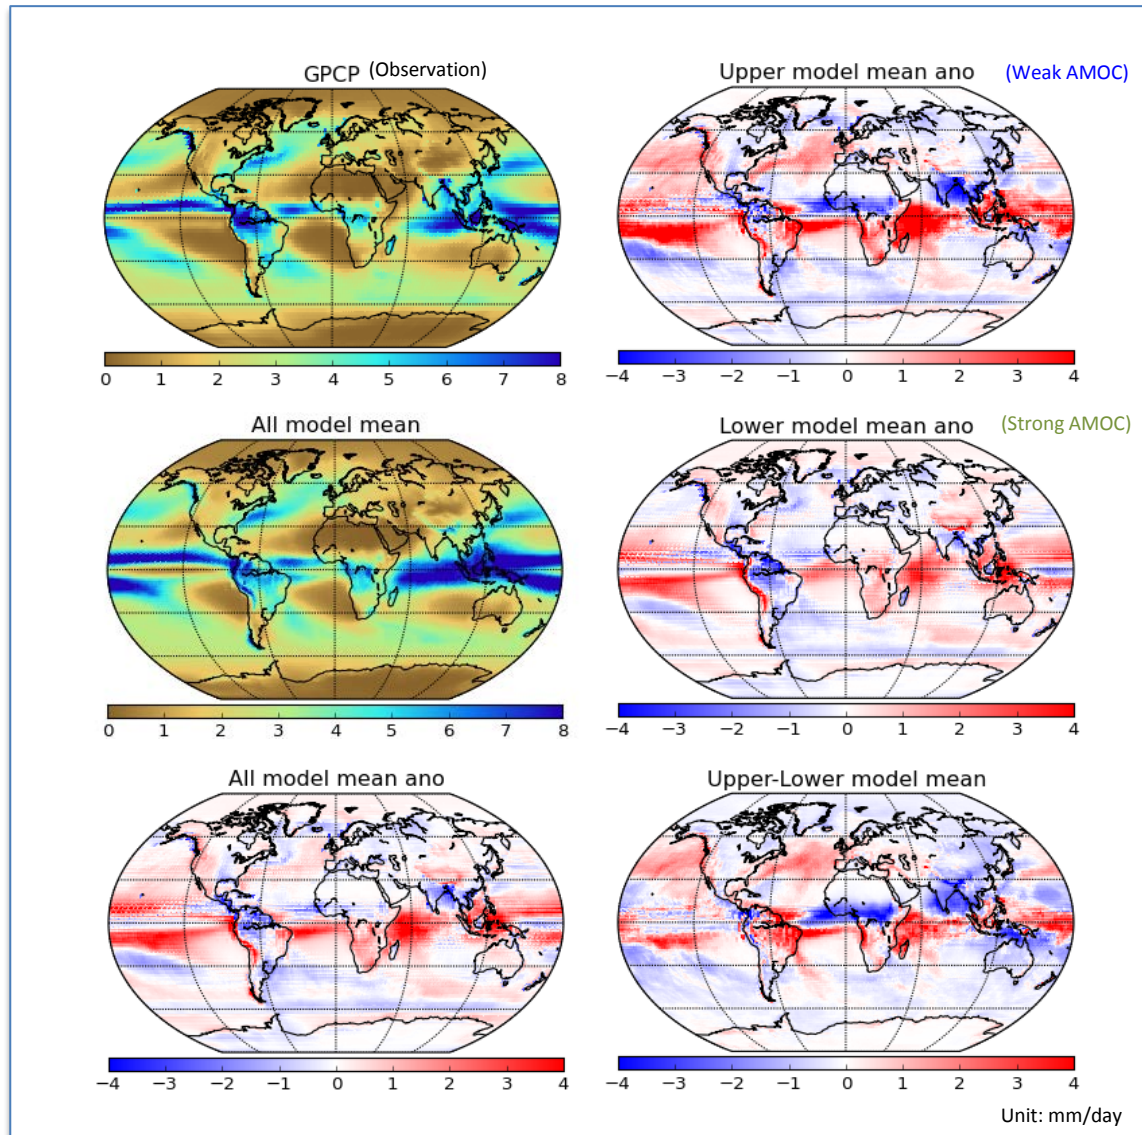 GPCP (Observation)
0 1 2 3 4 5 6 7 8
Upper model mean ano (Weak AMOC)
−4 −3 −2 −1 0 1 2 3 4
All model mean
0 1 2 3 4 5 6 7 8
Lower model mean ano (Strong AMOC)
−4 −3 −2 −1 0 1 2 3 4
All model mean ano
−4 −3 −2 −1 0 1 2 3 4
Upper-Lower model mean
−4 −3 −2 −1 0 1 2 3 4
Unit: mm/day